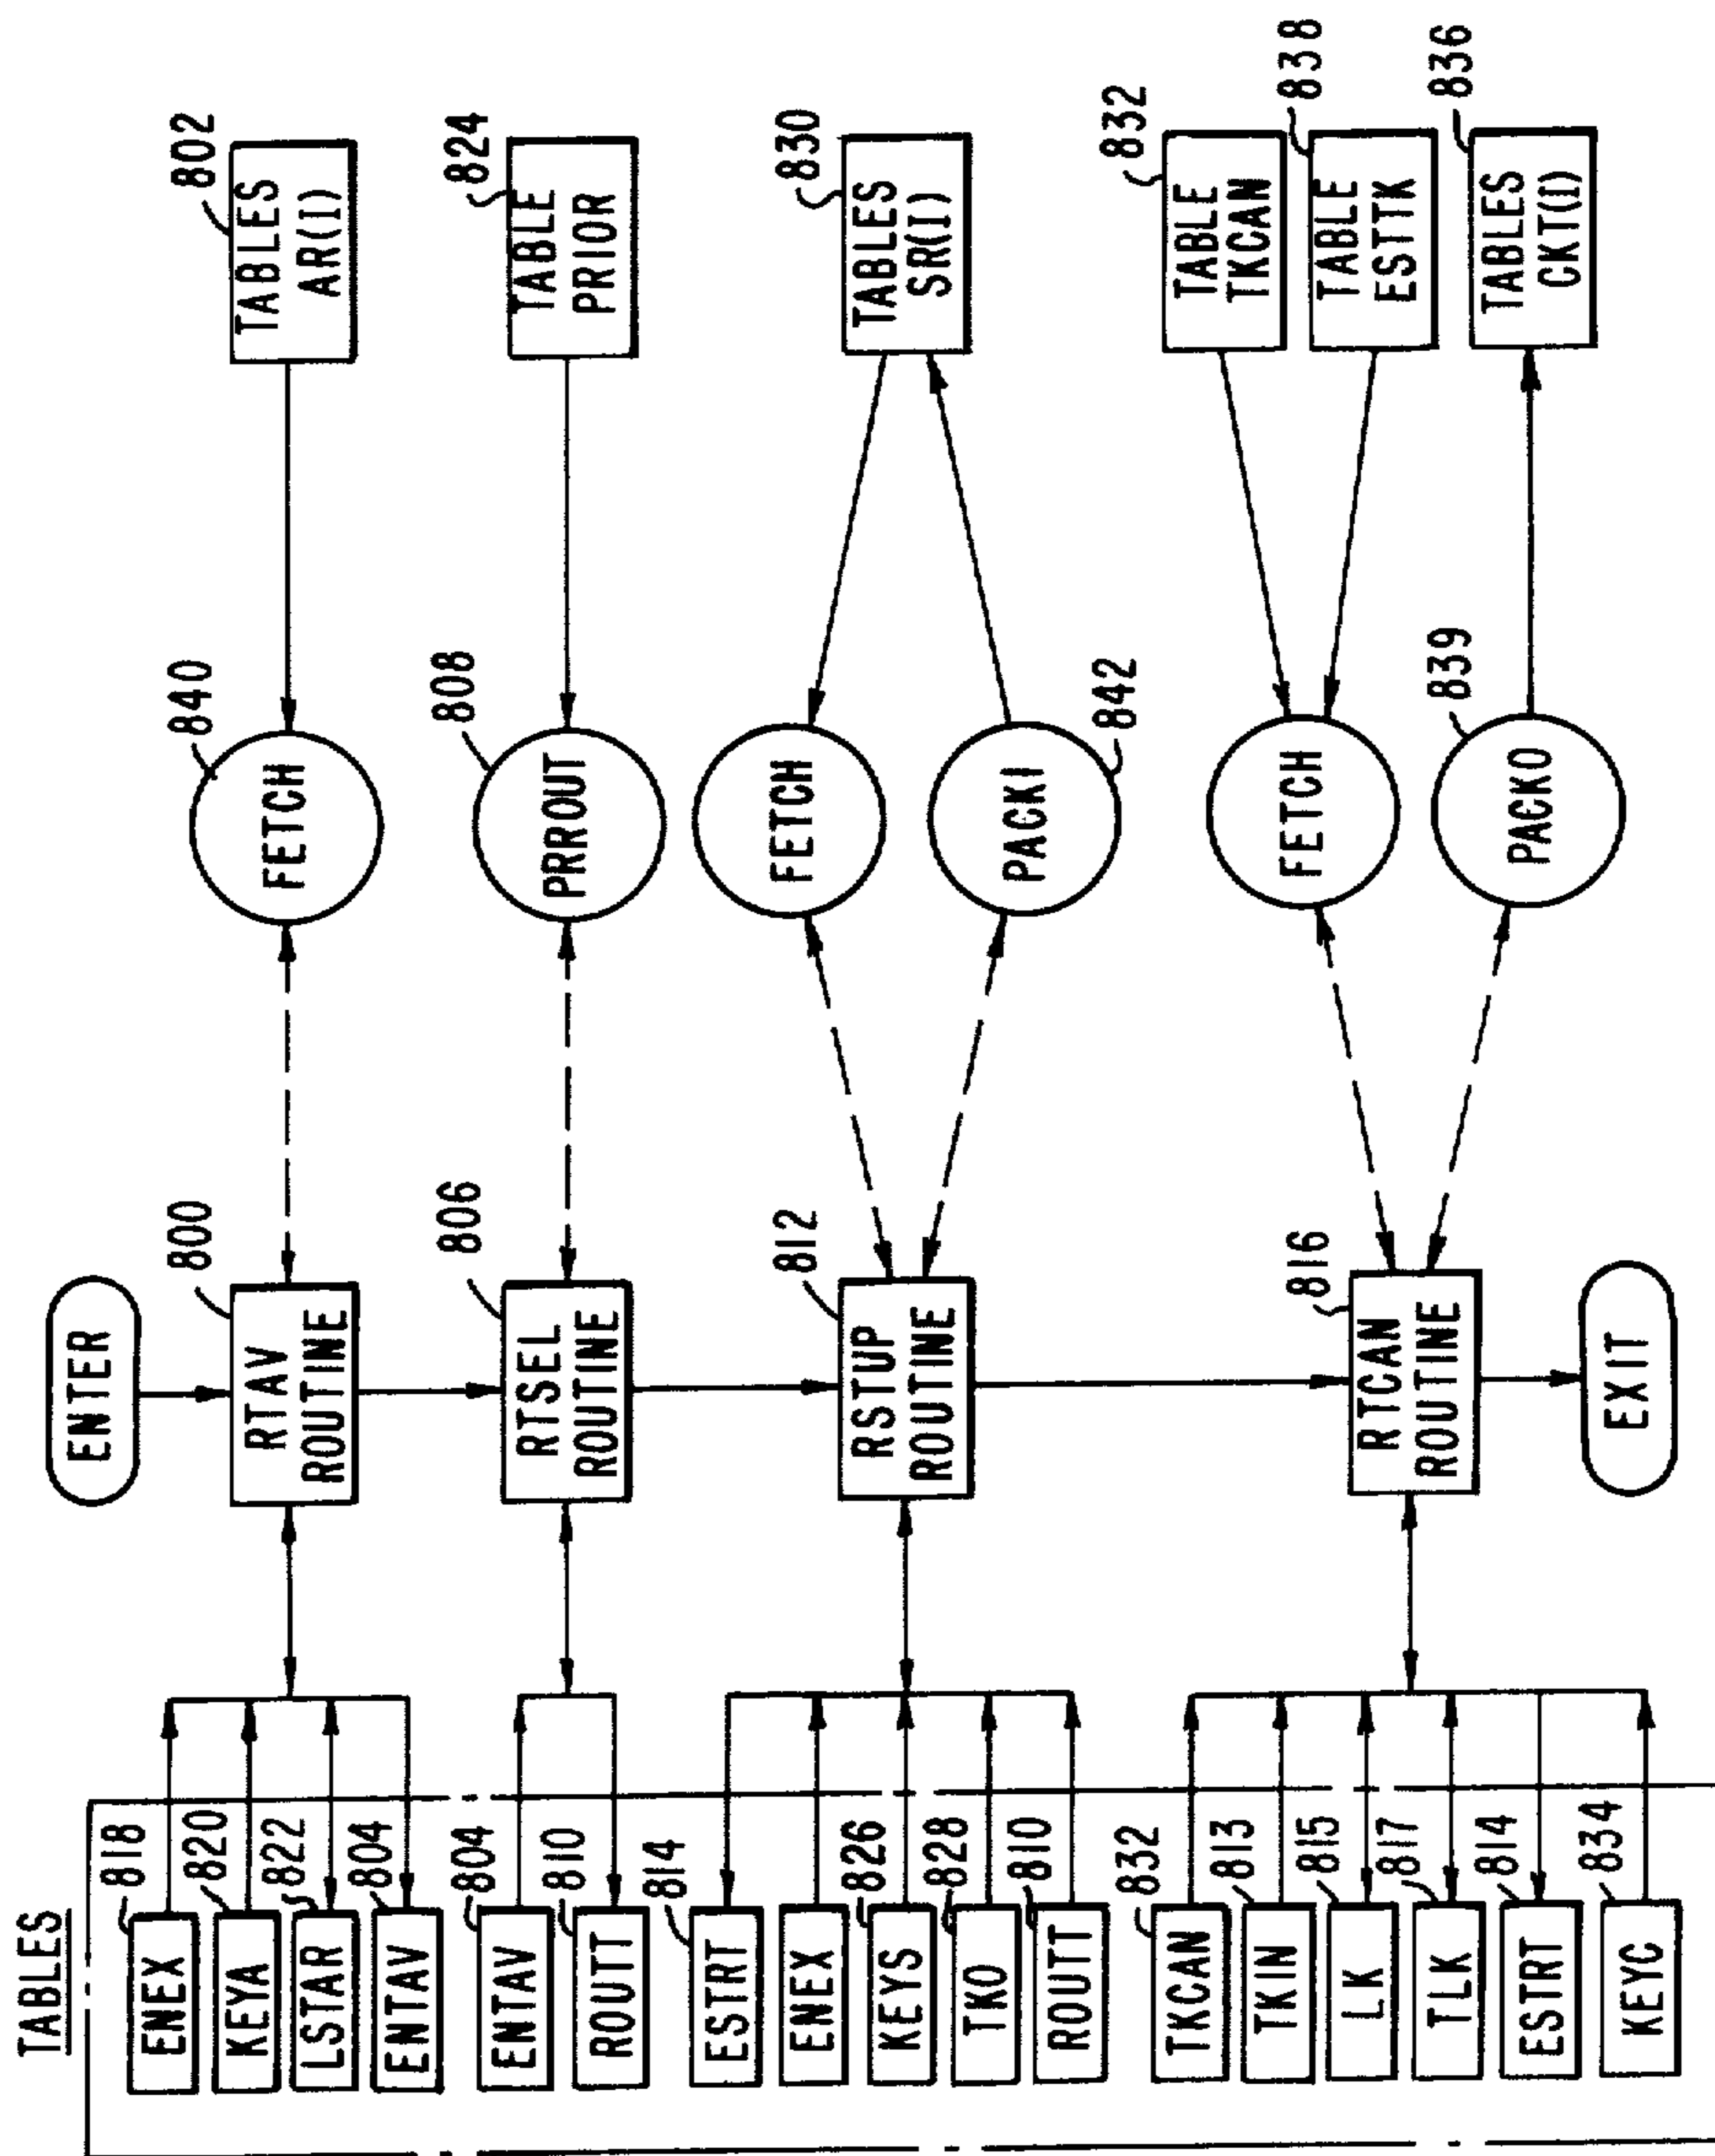 TABLES
ENTER
818
ENEX
820
KEYA
822
LSTAR
804
ENTAV
800
RTAV
ROUTINE
840
FETCH
802
TABLES
AR(I)
804
ENTAV
810
ROUTT
806
RTSEL
ROUTINE
808
PRROUT
824
TABLE
PRIOR
814
ESTRT
ENEX
826
KEYS
828
TKO
810
ROUTT
812
RSTUP
ROUTINE
FETCH
842
PACKI
830
TABLES
SR(I)
832
TKCAN
813
TKIN
815
LK
817
TLK
814
ESTRT
834
KEYC
816
RTCAN
ROUTINE
FETCH
839
PACKO
832
TABLE
TKCAN
838
TABLE
ESTTK
836
TABLES
CKT(I)
EXIT